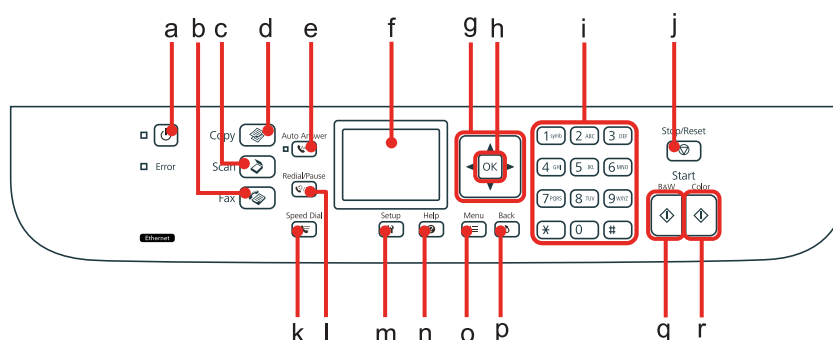 a b c d e f g h i j
Copy
Auto Answer
Error
Scan
Redial/Pause
Fax
Speed Dial
Setup
Help
Menu
Back
Ethernet
OK
1 symb 2 ABC 3 DEF
4 GHI 5 JKL 6 MNO
7 PQRS 8 TUV 9 WXYZ
* 0 #
Stop/Reset
Start
B&W Color
k l m n o p q r